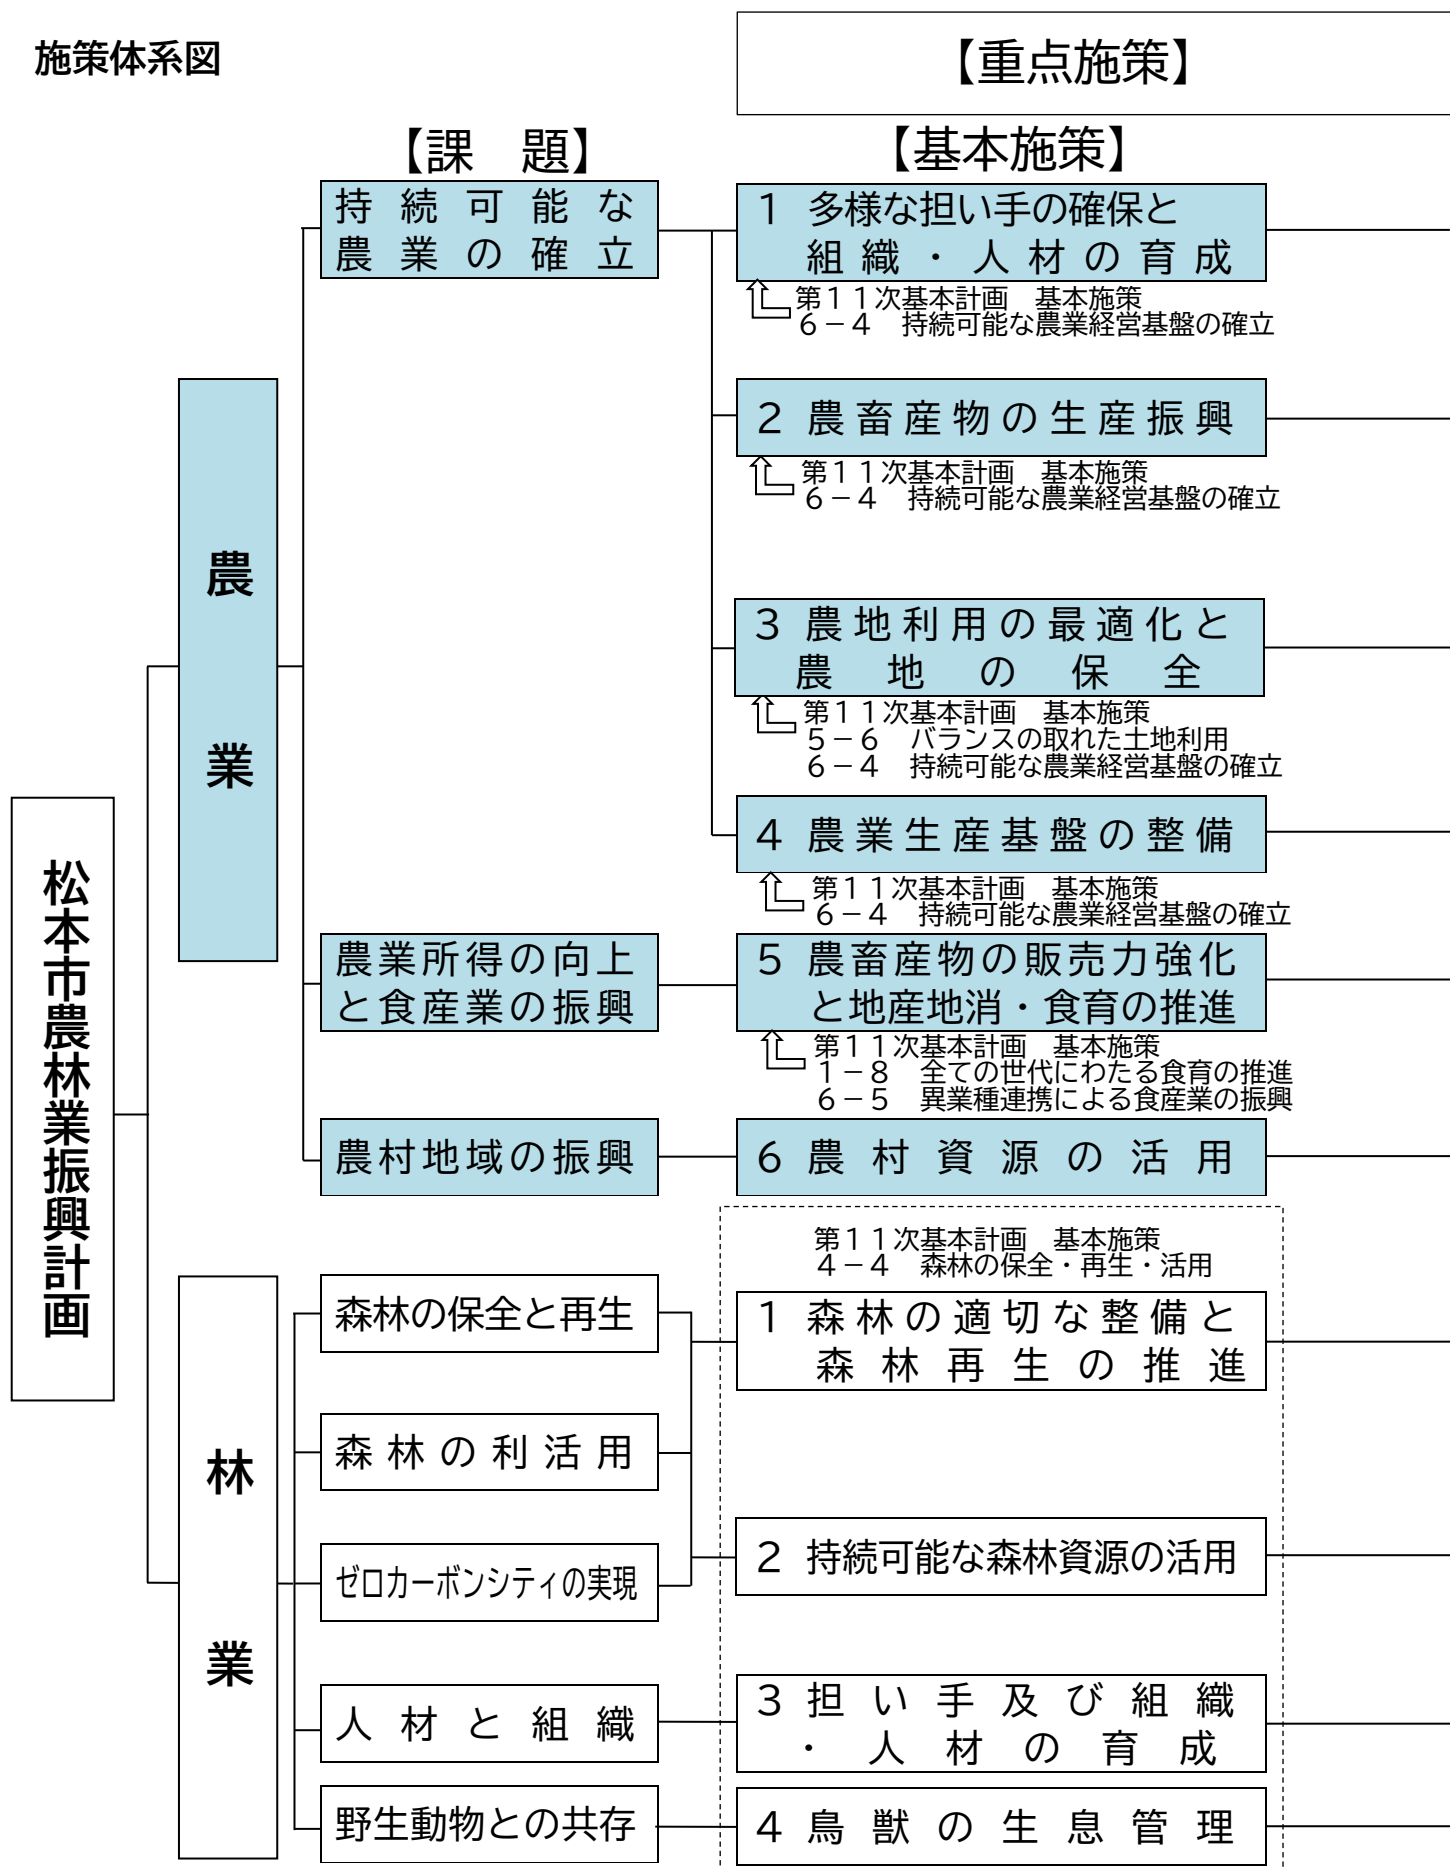 施策体系図
【重点施策】
【課　題】
【基本施策】
松本市農林業振興計画
農業
持続可能な
農業の確立
1 多様な担い手の確保と
組織・人材の育成
第１１次基本計画　基本施策
６－４　持続可能な農業経営基盤の確立
2 農畜産物の生産振興
第１１次基本計画　基本施策
６－４　持続可能な農業経営基盤の確立
3 農地利用の最適化と
農地の保全
第１１次基本計画　基本施策
５－６　バランスの取れた土地利用
６－４　持続可能な農業経営基盤の確立
4 農業生産基盤の整備
第１１次基本計画　基本施策
６－４　持続可能な農業経営基盤の確立
農業所得の向上
と食産業の振興
5 農畜産物の販売力強化
と地産地消・食育の推進
第１１次基本計画　基本施策
１－８　全ての世代にわたる食育の推進
６－５　異業種連携による食産業の振興
農村地域の振興
6 農村資源の活用
林業
第１１次基本計画　基本施策
４－４　森林の保全・再生・活用
森林の保全と再生
1 森林の適切な整備と
森林再生の推進
森林の利活用
ゼロカーボンシティの実現
2 持続可能な森林資源の活用
人材と組織
3 担い手及び組織
・人材の育成
野生動物との共存
4 鳥獣の生息管理